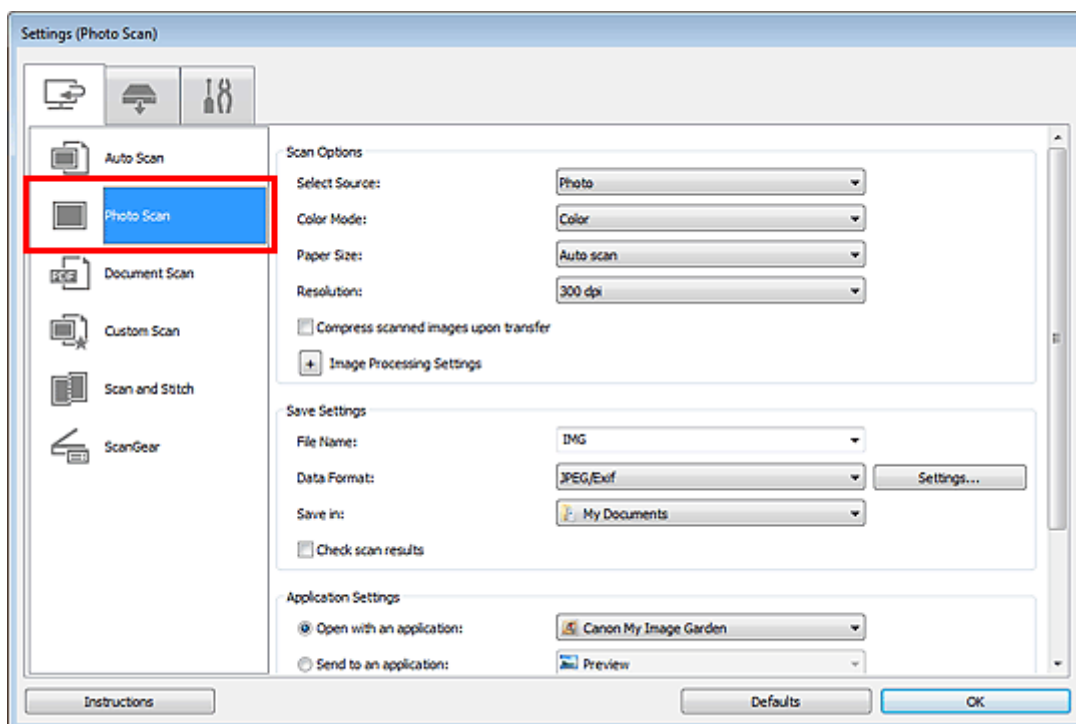 Settings (Photo Scan)
Auto Scan
Photo Scan
PDF
Document Scan
Custom Scan
Scan and Stitch
ScanGear
Scan Options
Select Source: Photo
Color Mode: Color
Paper Size: Auto scan
Resolution: 300 dpi
Compress scanned images upon transfer
+ Image Processing Settings
Save Settings
File Name: IMG
Data Format: JPEG/Exif Settings...
Save in: My Documents
Check scan results
Application Settings
Open with an application: Canon My Image Garden
Send to an application: Preview
Instructions Defaults OK